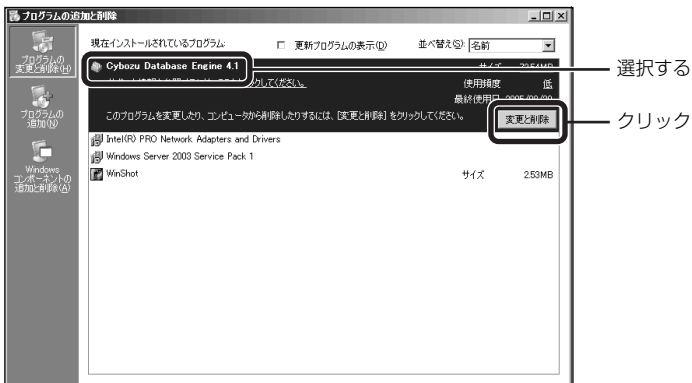 プログラムの追加と削除
プログラムの
変更と削除(H)
プログラムの
追加(N)
Windows
コンポーネントの
追加と削除(A)
現在インストールされているプログラム:
更新プログラムの表示(D)
並べ替え(S): 名前
Cybozu Database Engine 4.1
サイズ
クリックしてください。
使用頻度 低
最終使用日
このプログラムを変更したり、コンピュータから削除したりするには、[変更と削除] をクリックしてください。
変更と削除
Intel(R) PRO Network Adapters and Drivers
Windows Server 2003 Service Pack 1
WinShot サイズ 2.53MB
選択する
クリック